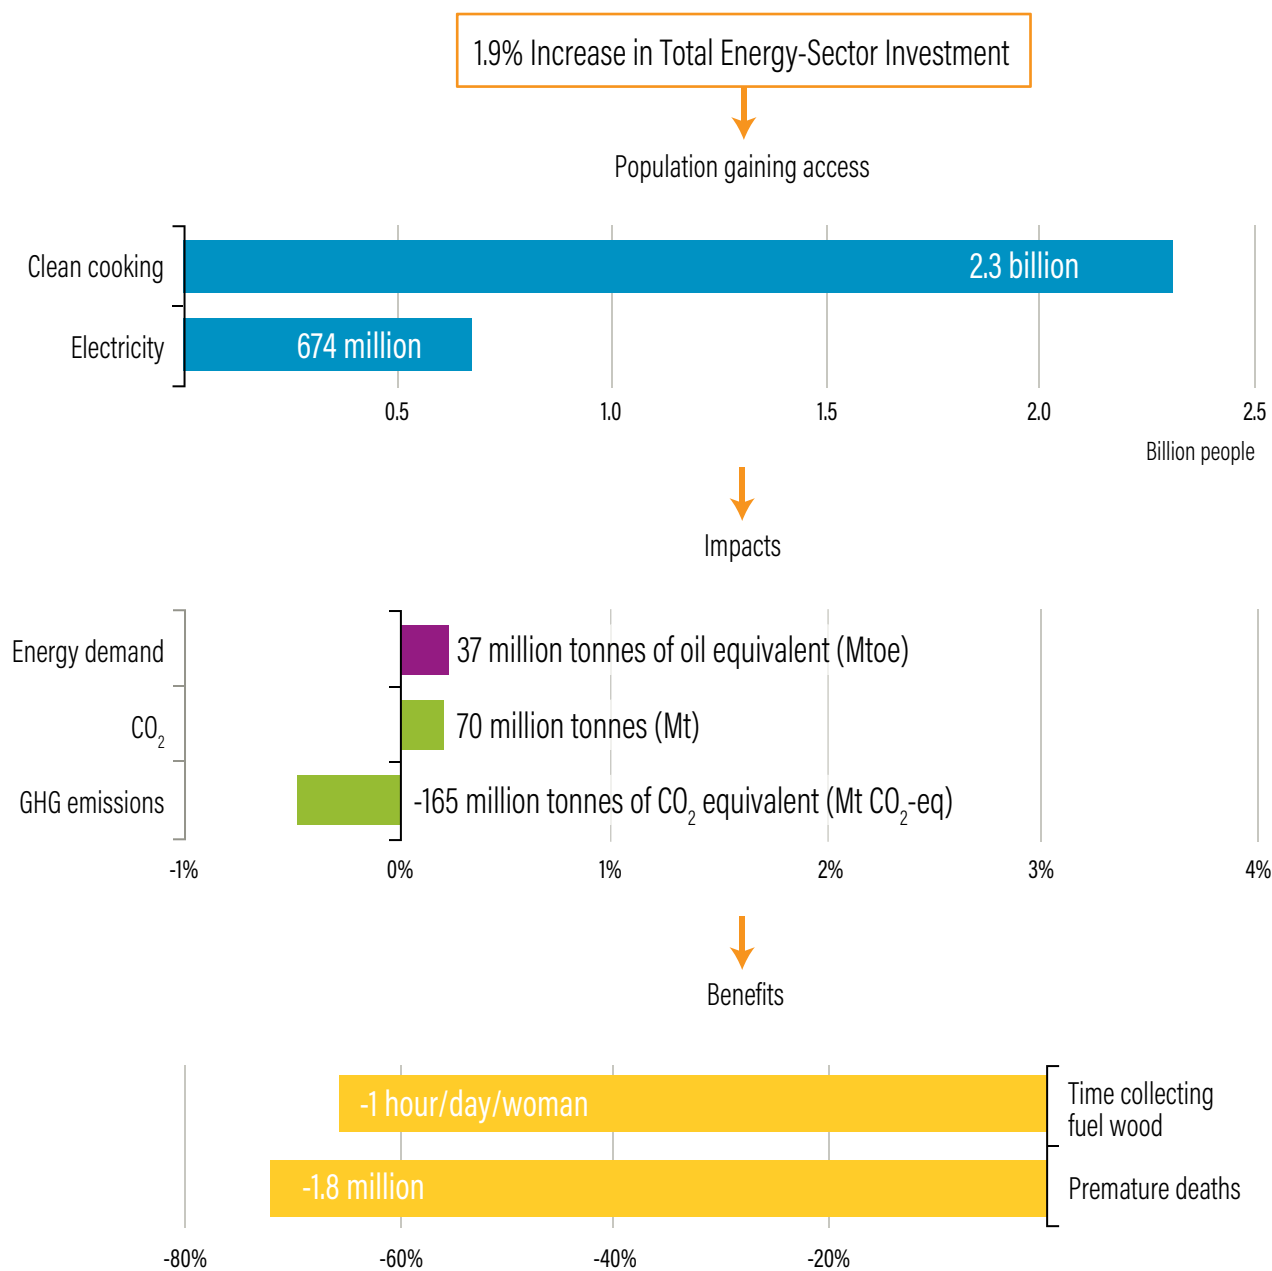 1.9% Increase in Total Energy-Sector Investment
Population gaining access
Clean cooking
2.3 billion
Electricity
674 million
0.5
1.0
1.5
2.0
2.5
Billion people
Impacts
Energy demand
37 million tonnes of oil equivalent (Mtoe)
CO₂
70 million tonnes (Mt)
GHG emissions
-165 million tonnes of CO₂ equivalent (Mt CO₂-eq)
-1%
0%
1%
2%
3%
4%
Benefits
-1 hour/day/woman
Time collecting
fuel wood
-1.8 million
Premature deaths
-80%
-60%
-40%
-20%